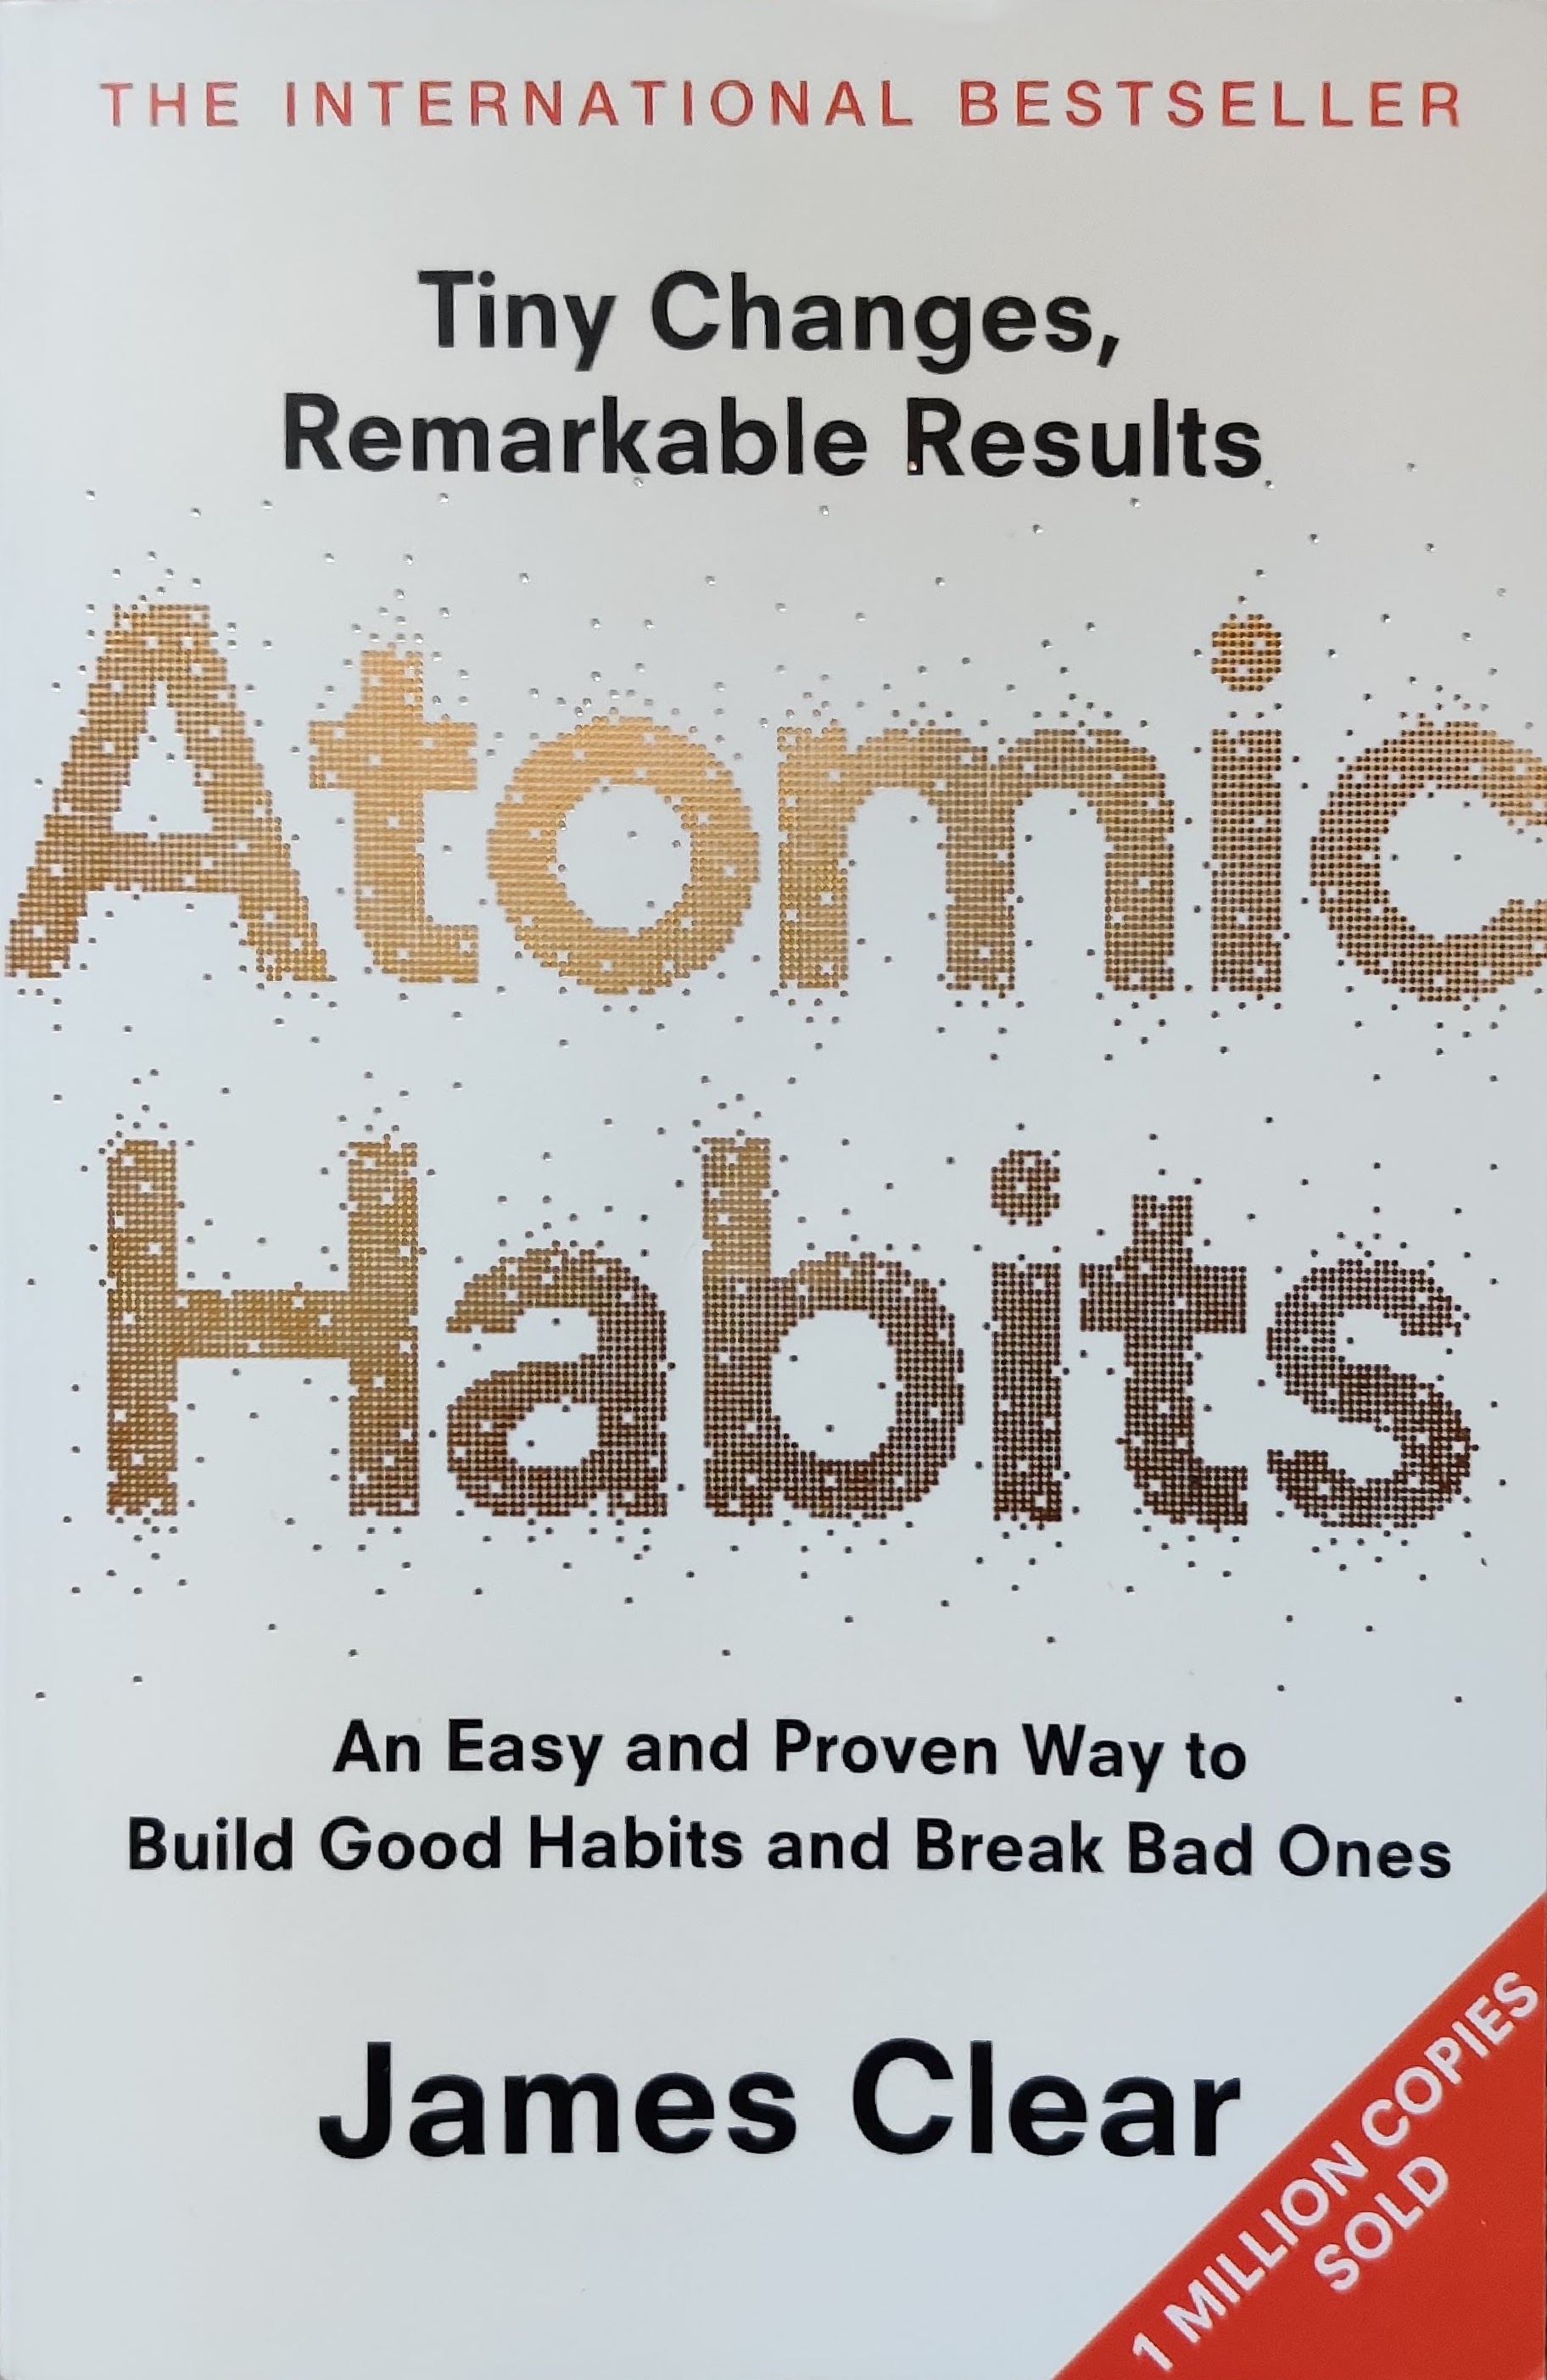 THE INTERNATIONAL BESTSELLER
Tiny Changes,
Remarkable Results
Atomic
Habits
An Easy and Proven Way to
Build Good Habits and Break Bad Ones
James Clear
1 MILLION COPIES
SOLD